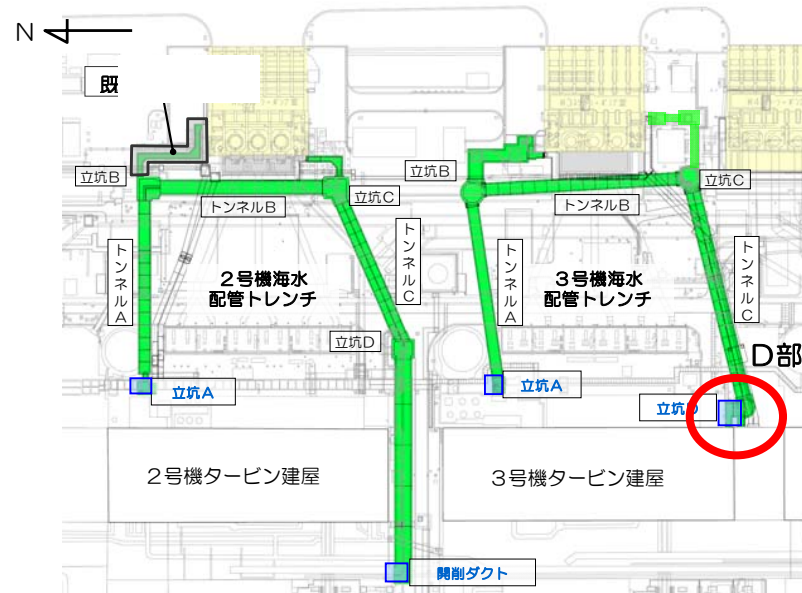 N
既
立坑B
トンネルB
立坑C
トンネルA
2号機海水
配管トレンチ
トンネルC
立坑D
立坑A
開削ダクト
2号機タービン建屋
立坑B
トンネルB
立坑C
トンネルA
3号機海水
配管トレンチ
トンネルC
D部
立坑A
立坑D
3号機タービン建屋